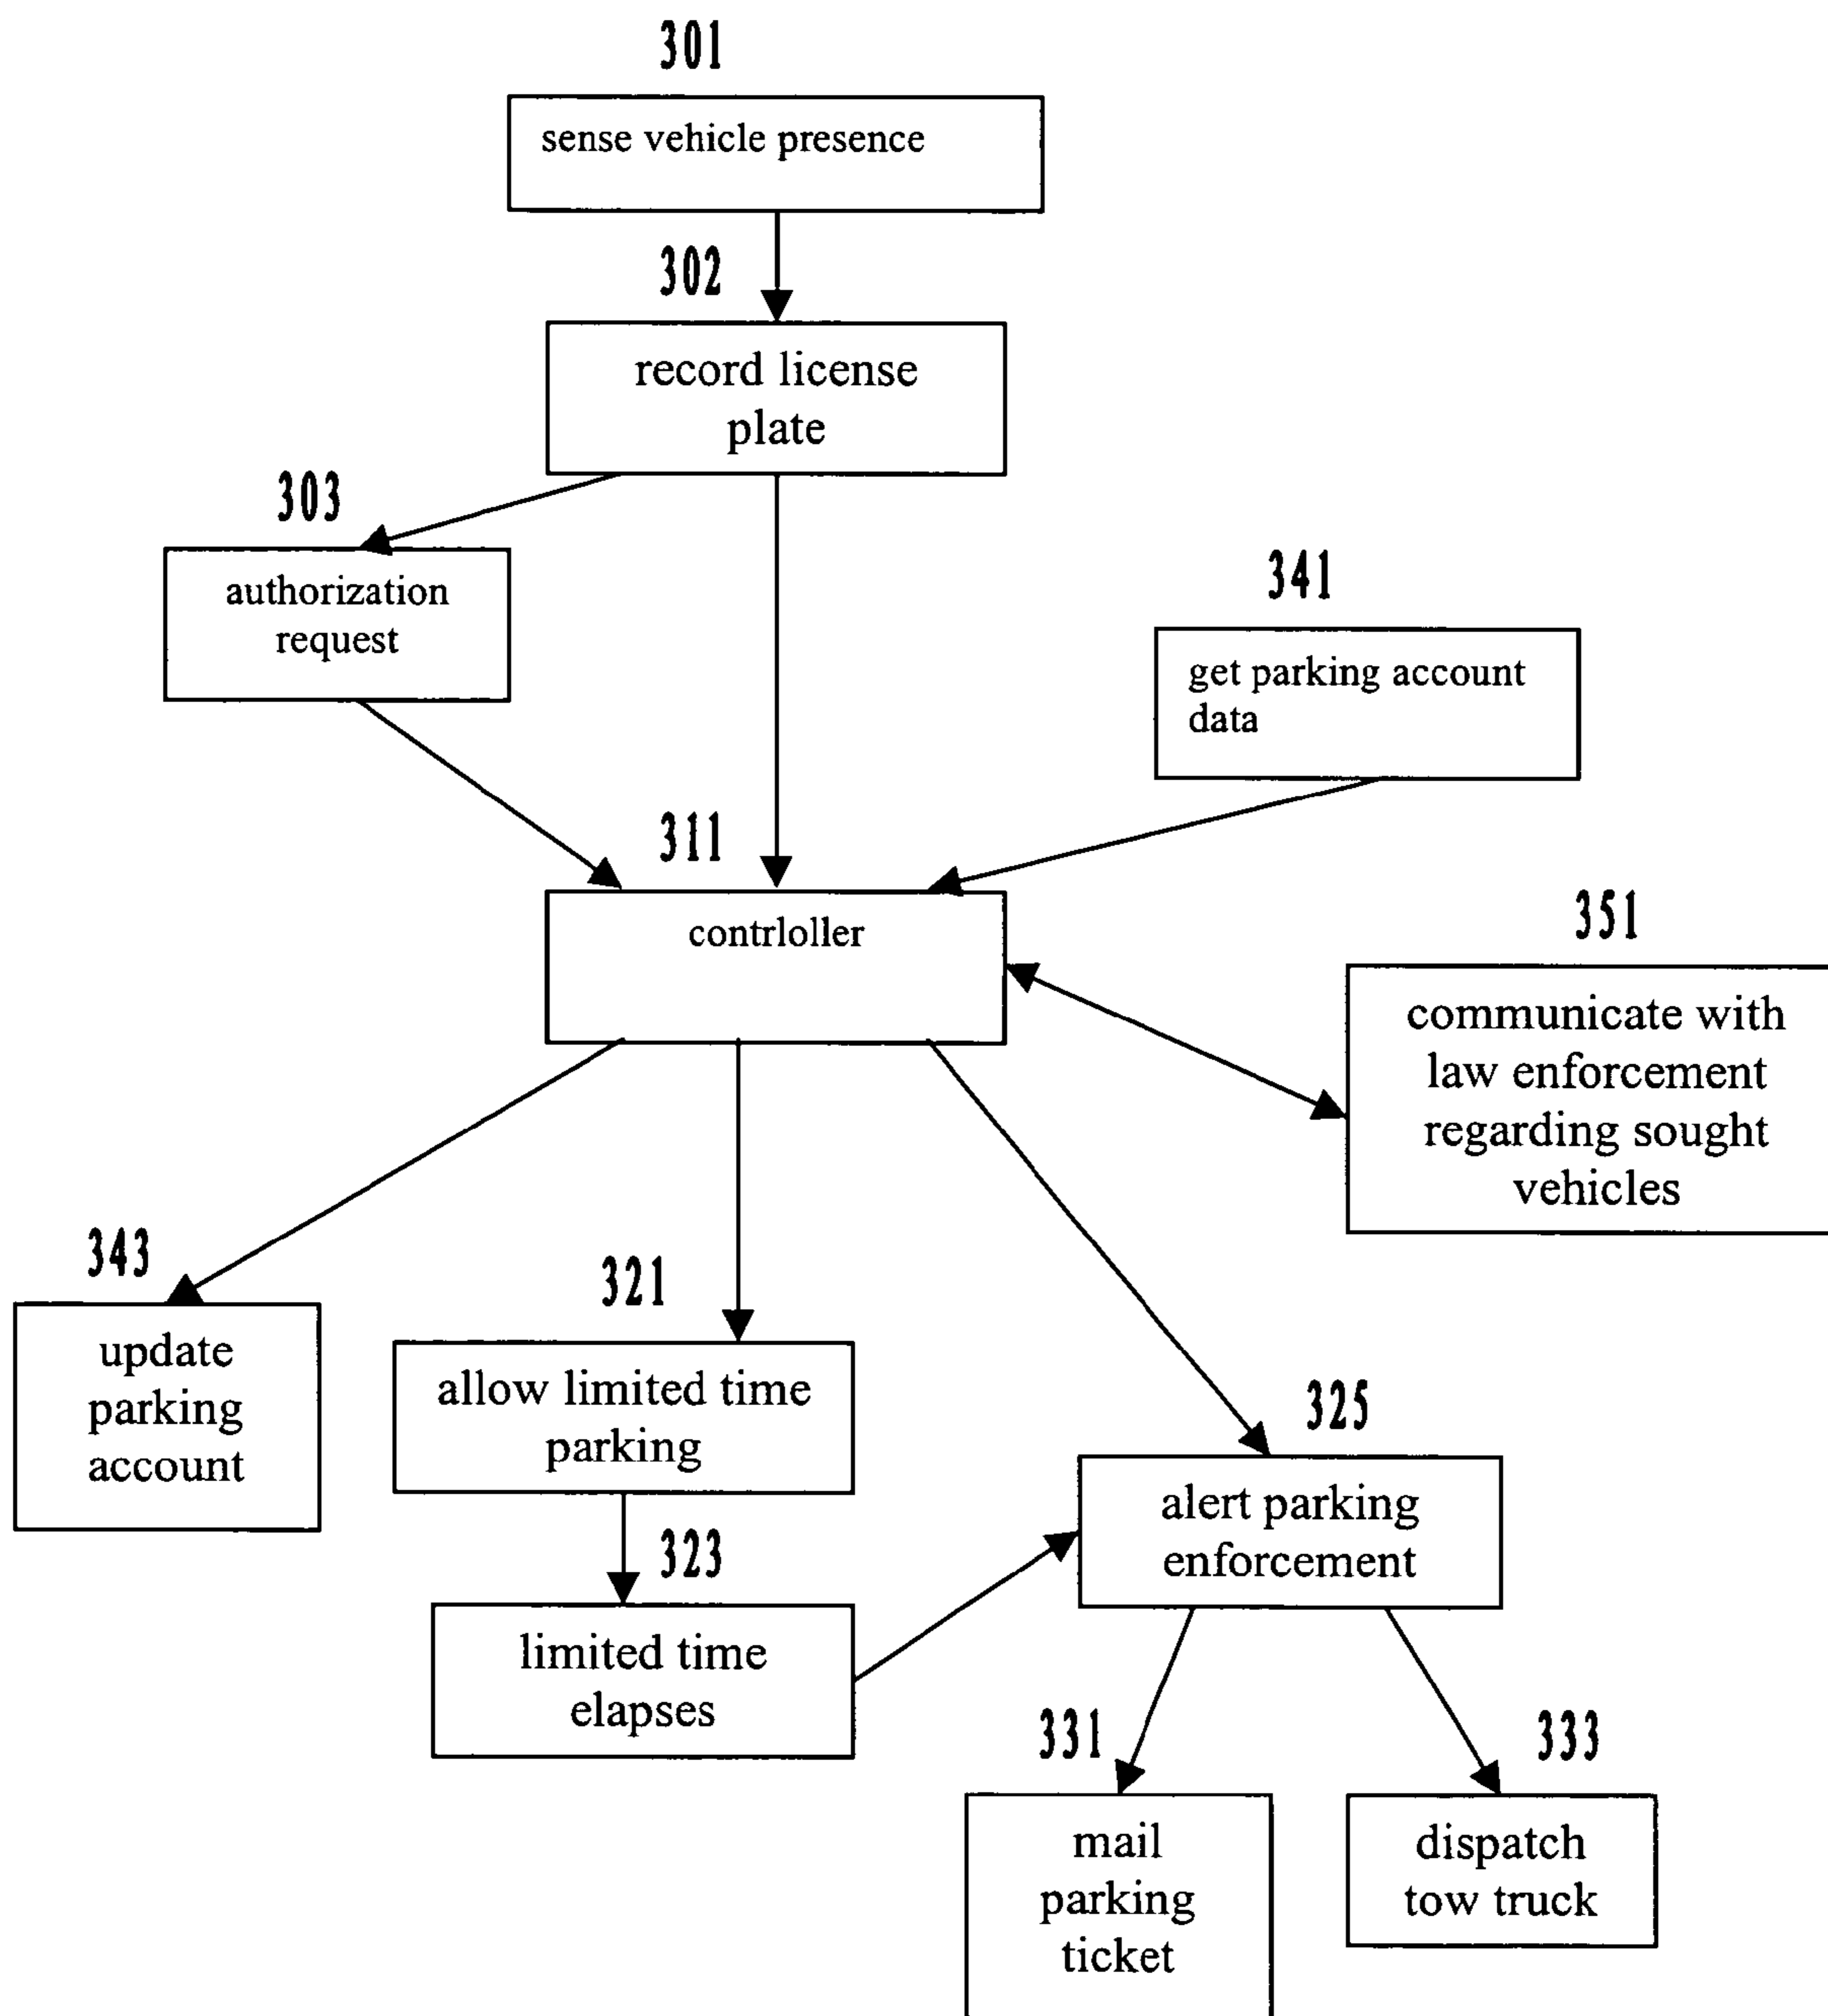 301
sense vehicle presence
302
record license
plate
303
authorization
request
341
get parking account
data
311
contrloller
351
communicate with
law enforcement
regarding sought
vehicles
343
update
parking
account
321
allow limited time
parking
325
alert parking
enforcement
323
limited time
elapses
331
mail
parking
ticket
333
dispatch
tow truck